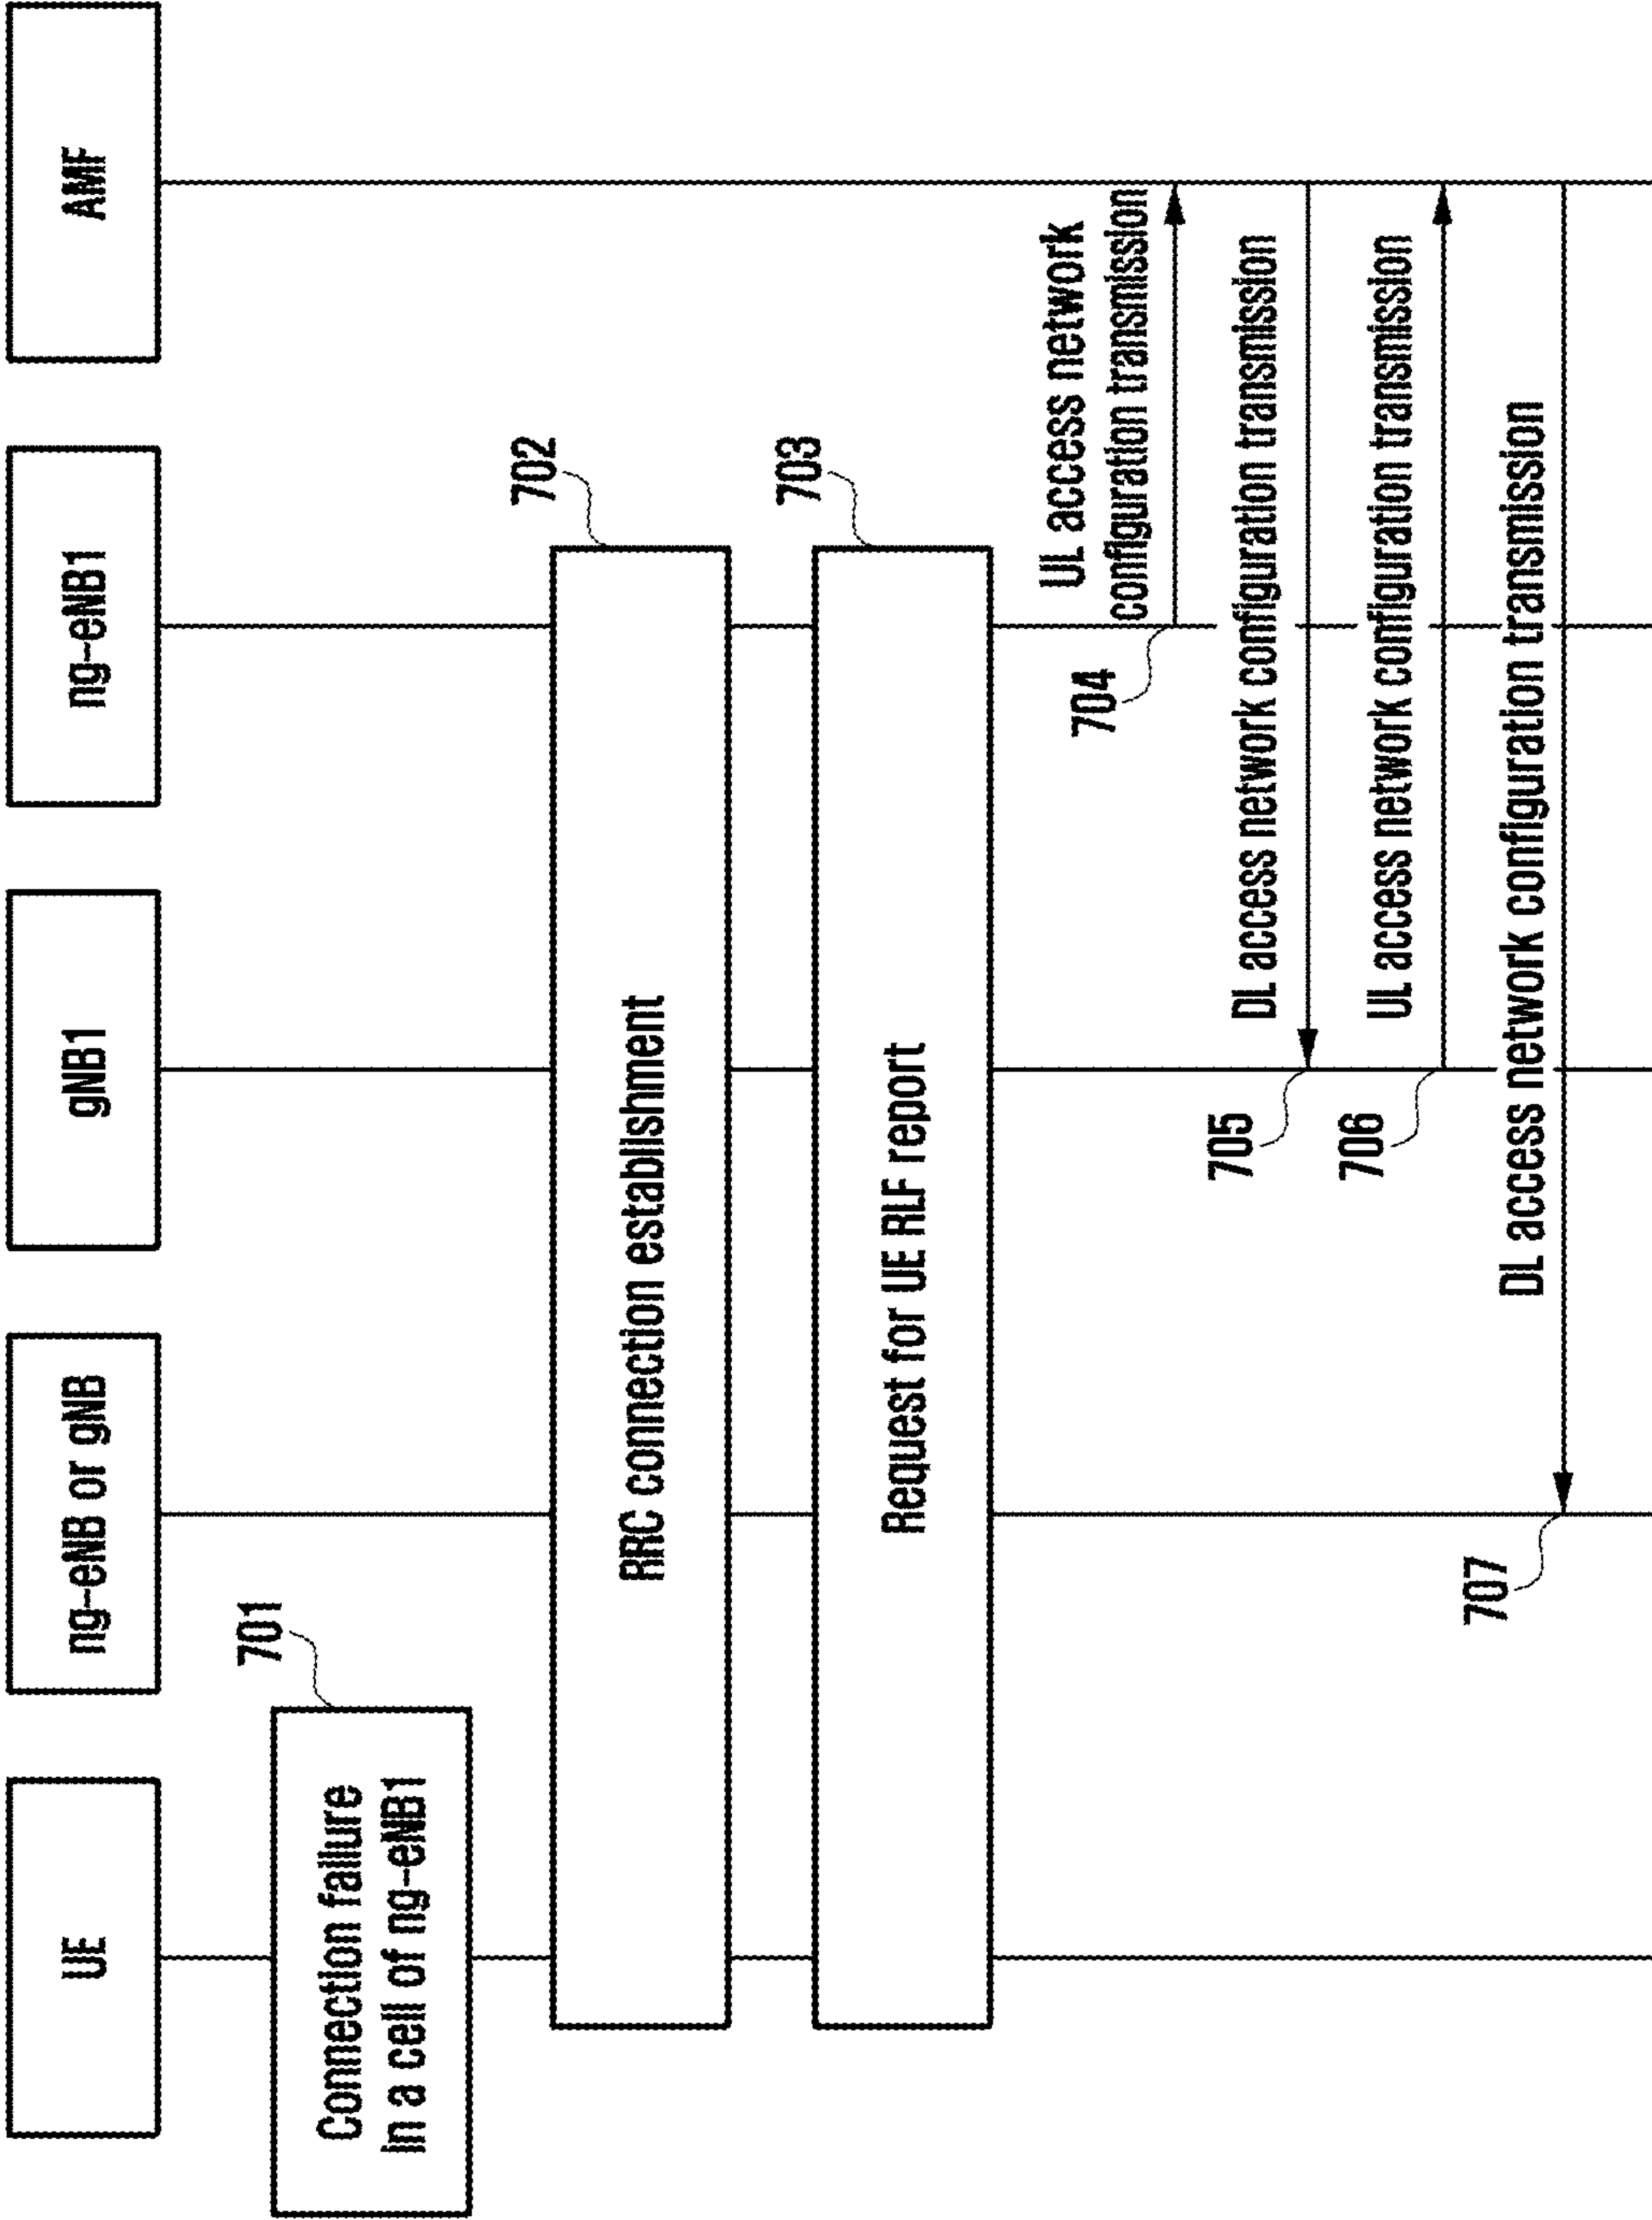 UE
ng-eNB or gNB
gNB1
ng-eNB1
AMF
701
Connection failure
in a cell of ng-eNB1
702
RRC connection establishment
703
Request for UE RLF report
UL access network
configuration transmission
704
DL access network configuration transmission
705
UL access network configuration transmission
706
DL access network configuration transmission
707